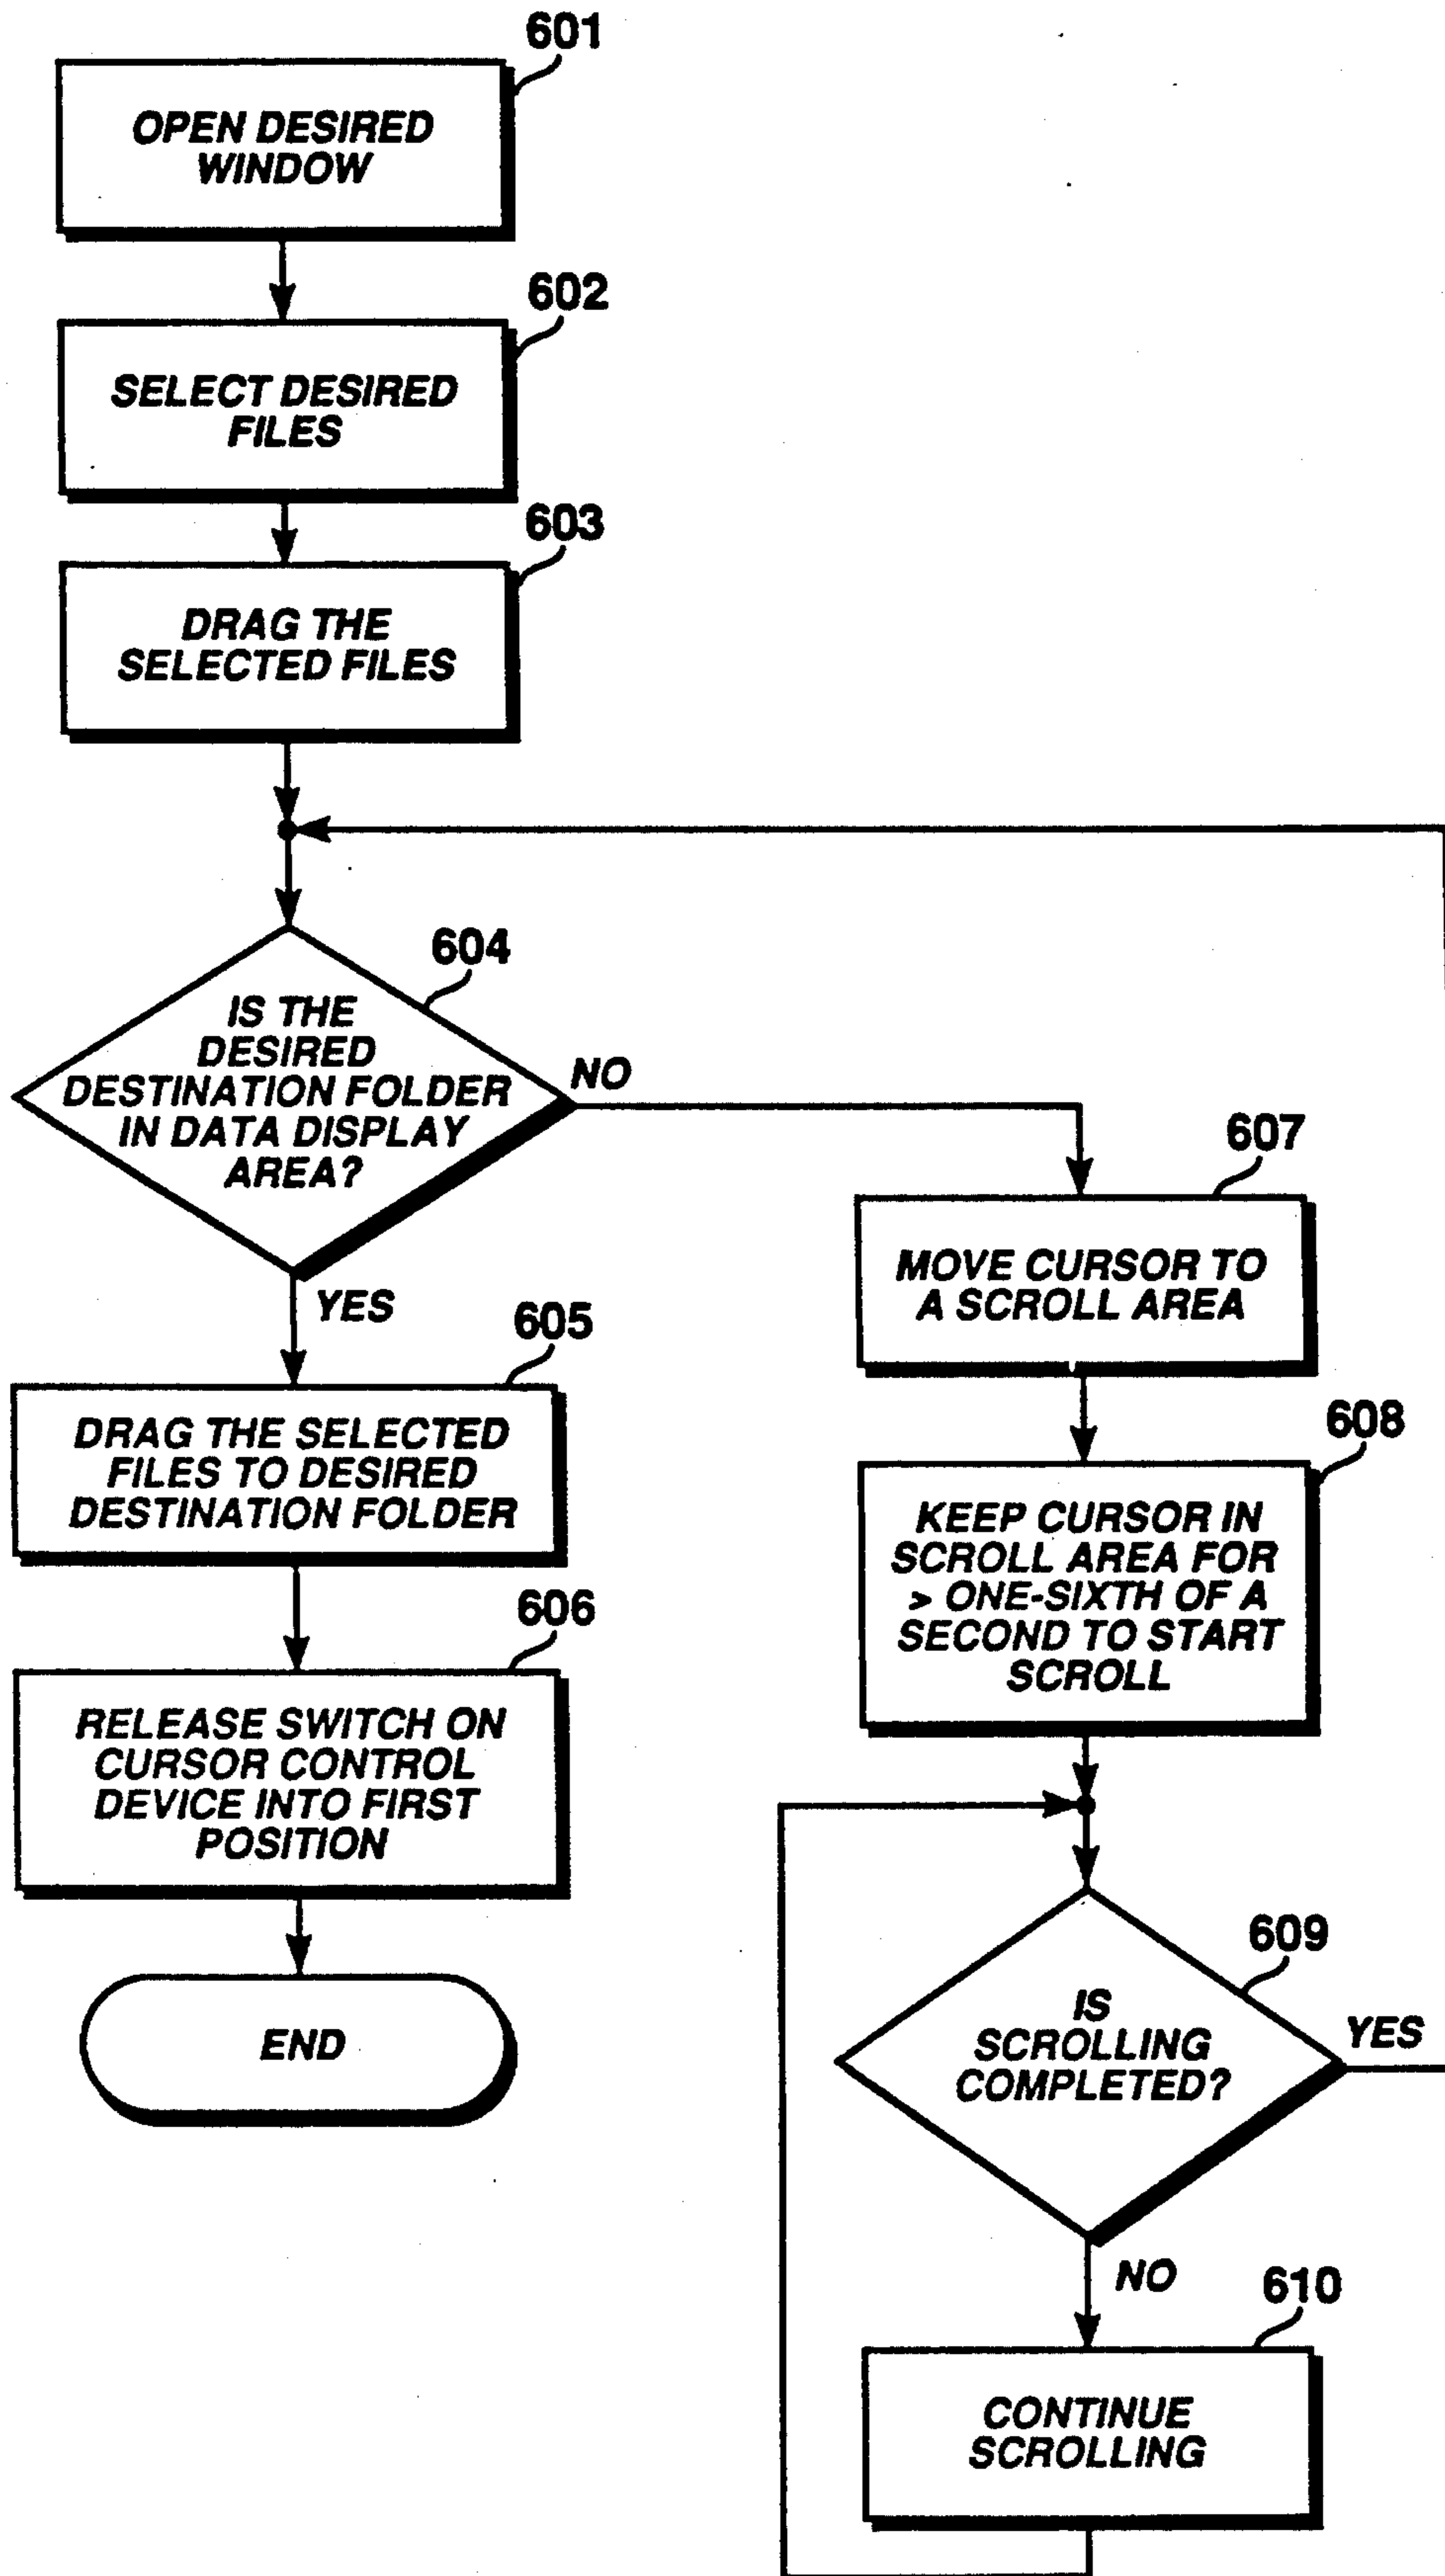 601
OPEN DESIRED
WINDOW
602
SELECT DESIRED
FILES
603
DRAG THE
SELECTED FILES
604
IS THE
DESIRED
DESTINATION FOLDER
IN DATA DISPLAY
AREA?
NO
YES
605
DRAG THE SELECTED
FILES TO DESIRED
DESTINATION FOLDER
606
RELEASE SWITCH ON
CURSOR CONTROL
DEVICE INTO FIRST
POSITION
END
607
MOVE CURSOR TO
A SCROLL AREA
608
KEEP CURSOR IN
SCROLL AREA FOR
> ONE-SIXTH OF A
SECOND TO START
SCROLL
609
IS
SCROLLING
COMPLETED?
YES
NO
610
CONTINUE
SCROLLING